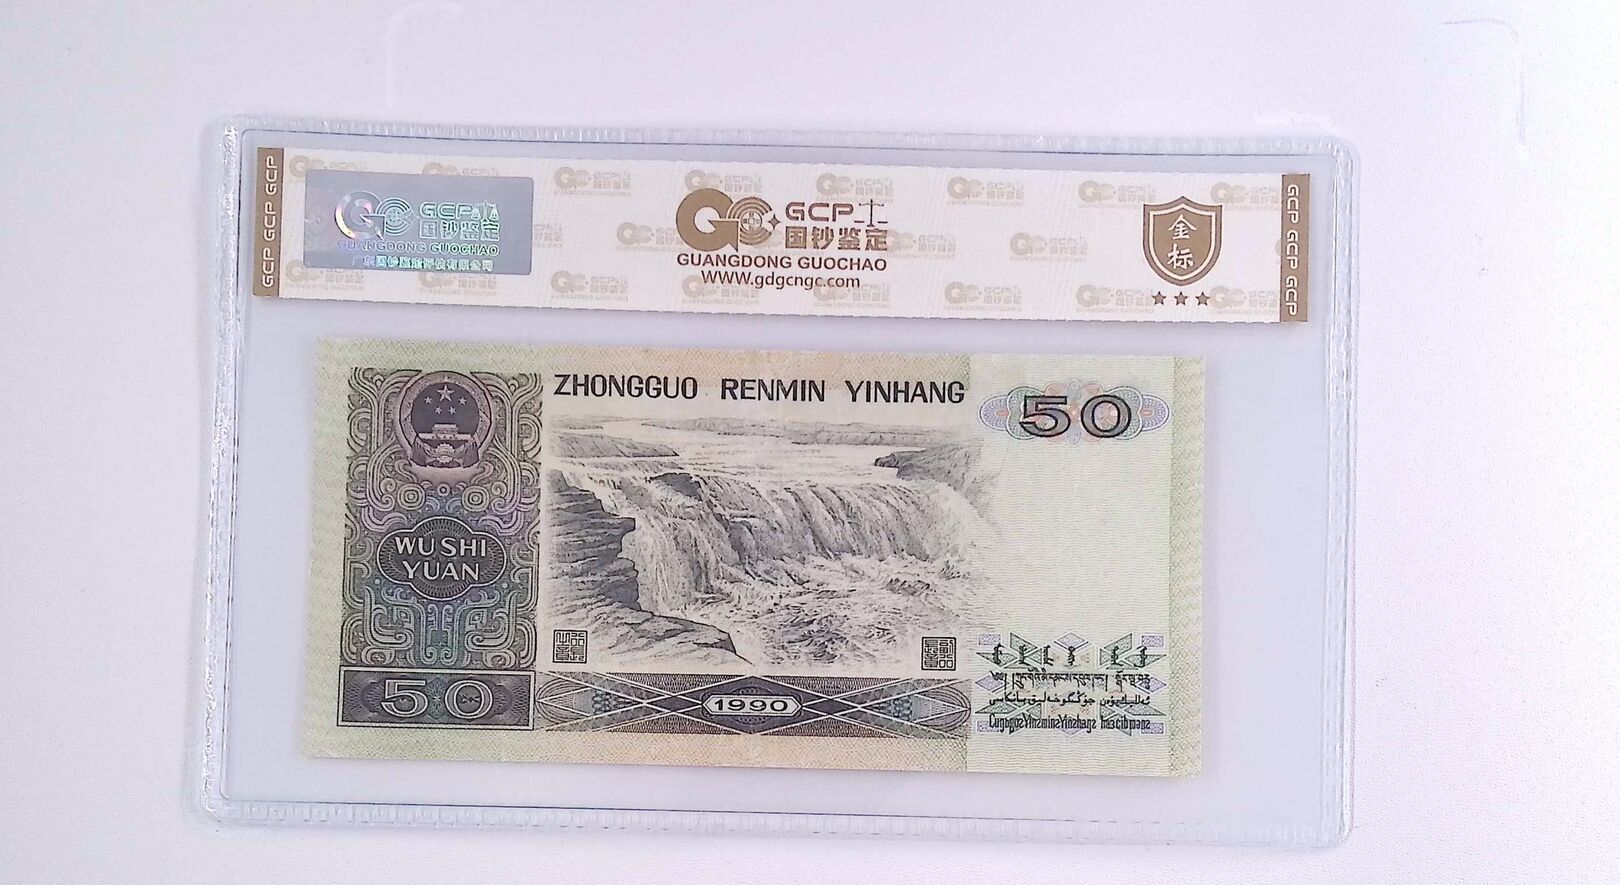 GCP GCP GCP
GCP
国钞鉴定
GUANGDONG GUOCHAO
广东国钞鉴定评估有限公司
GCP
国钞鉴定
GUANGDONG GUOCHAO
WWW.gdgcngc.com
金
标
GCP GCP GCP
ZHONGGUO RENMIN YINHANG
50
WU SHI
YUAN
50
1990